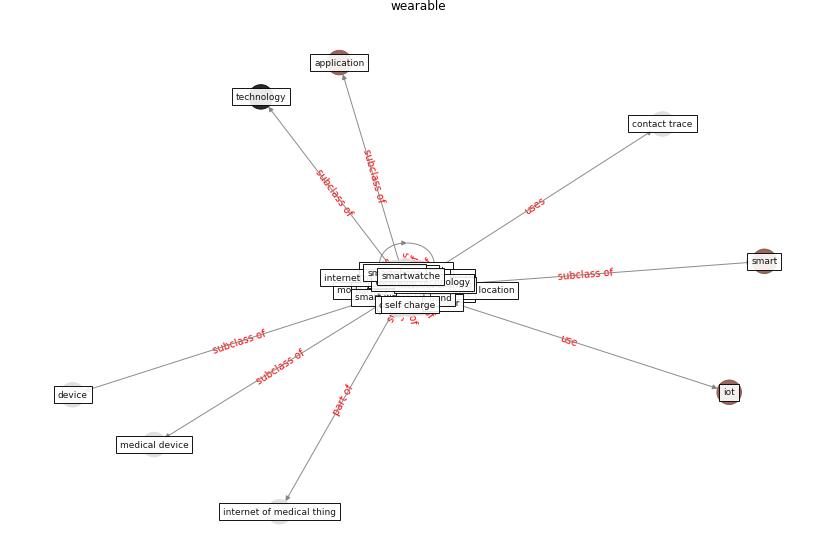 wearable
application
technology
contact trace
subclass of
subclass of
uses
smart
subclass of
smartwatche
internet
location
self charge
subclass of
use
device
subclass of
iot
part of
medical device
internet of medical thing